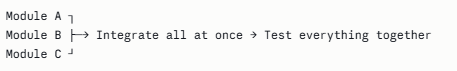 Module A ┐
Module B ├─→ Integrate all at once → Test everything together
Module C ┘